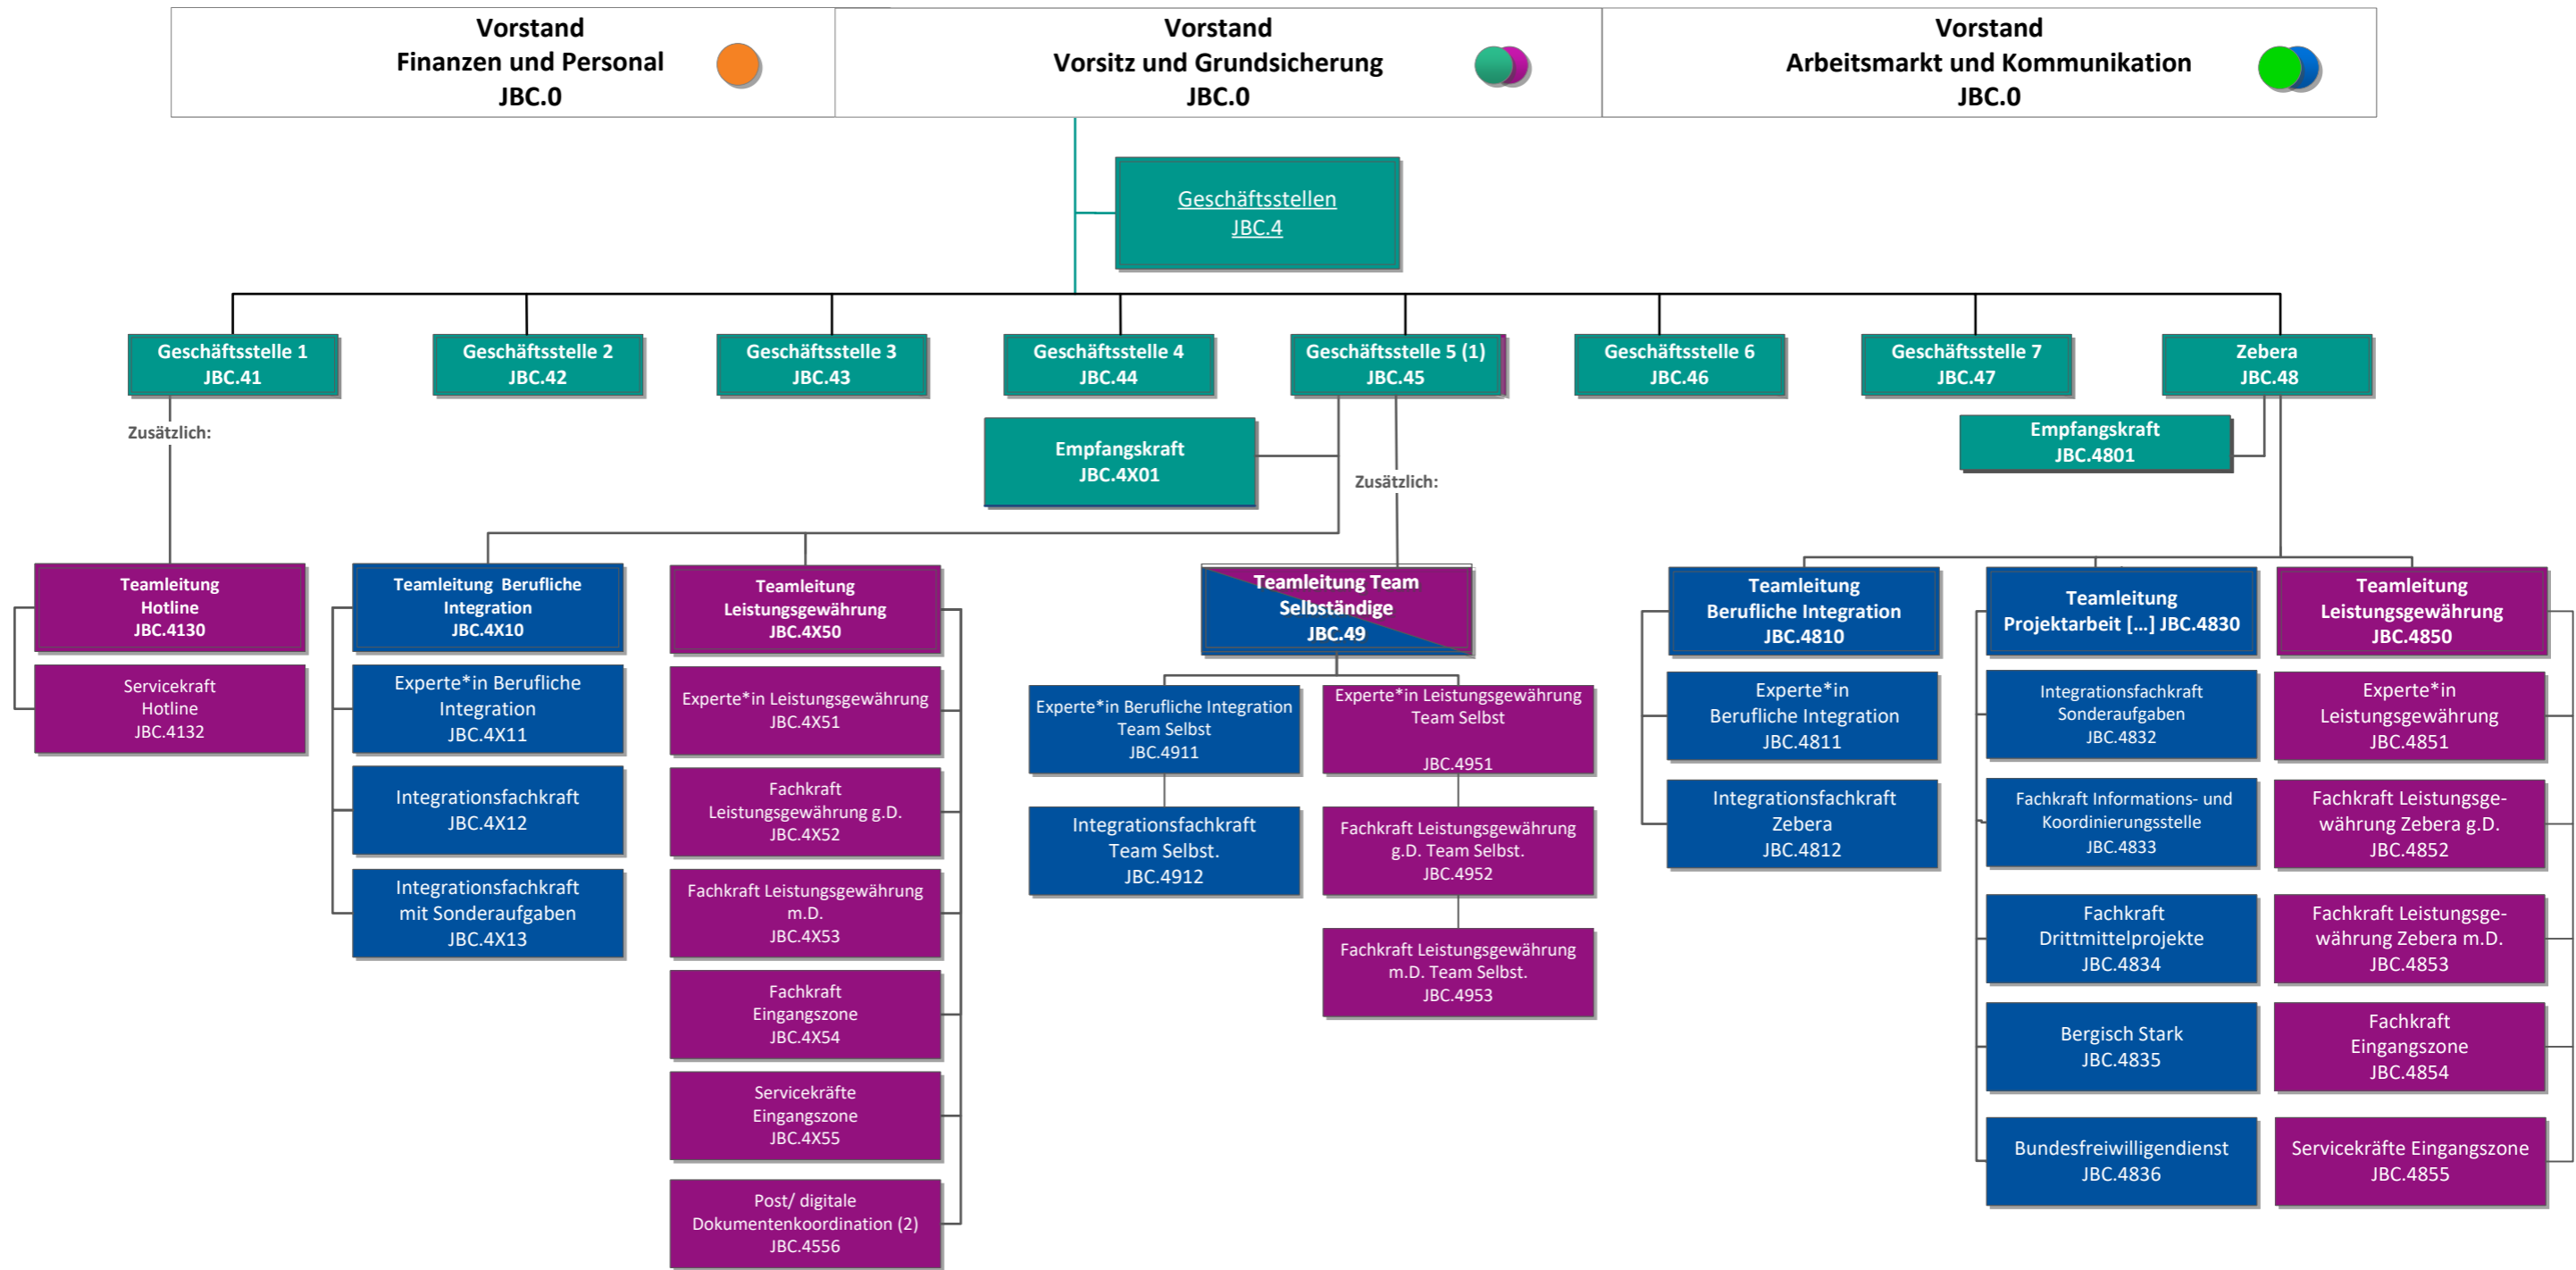 Vorstand
Finanzen und Personal
JBC.0
Vorstand
Vorsitz und Grundsicherung
JBC.0
Vorstand
Arbeitsmarkt und Kommunikation
JBC.0
Geschäftsstellen
JBC.4
Geschäftsstelle 1
JBC.41
Geschäftsstelle 2
JBC.42
Geschäftsstelle 3
JBC.43
Geschäftsstelle 4
JBC.44
Geschäftsstelle 5 (1)
JBC.45
Geschäftsstelle 6
JBC.46
Geschäftsstelle 7
JBC.47
Zebera
JBC.48
Zusätzlich:
Empfangskraft
JBC.4X01
Zusätzlich:
Empfangskraft
JBC.4801
Teamleitung
Hotline
JBC.4130
Servicekraft
Hotline
JBC.4132
Teamleitung Berufliche
Integration
JBC.4X10
Experte*in Berufliche
Integration
JBC.4X11
Integrationsfachkraft
JBC.4X12
Integrationsfachkraft
mit Sonderaufgaben
JBC.4X13
Teamleitung
Leistungsgewährung
JBC.4X50
Experte*in Leistungsgewährung
JBC.4X51
Fachkraft
Leistungsgewährung g.D.
JBC.4X52
Fachkraft Leistungsgewährung
m.D.
JBC.4X53
Fachkraft
Eingangszone
JBC.4X54
Servicekräfte
Eingangszone
JBC.4X55
Post/ digitale
Dokumentenkoordination (2)
JBC.4556
Teamleitung Team
Selbständige
JBC.49
Experte*in Berufliche Integration
Team Selbst
JBC.4911
Integrationsfachkraft
Team Selbst.
JBC.4912
Experte*in Leistungsgewährung
Team Selbst
JBC.4951
Fachkraft Leistungsgewährung
g.D. Team Selbst.
JBC.4952
Fachkraft Leistungsgewährung
m.D. Team Selbst.
JBC.4953
Teamleitung
Berufliche Integration
JBC.4810
Experte*in
Berufliche Integration
JBC.4811
Integrationsfachkraft
Zebera
JBC.4812
Teamleitung
Projektarbeit [...] JBC.4830
Integrationsfachkraft
Sonderaufgaben
JBC.4832
Fachkraft Informations- und
Koordinierungsstelle
JBC.4833
Fachkraft
Drittmittelprojekte
JBC.4834
Bergisch Stark
JBC.4835
Bundesfreiwilligendienst
JBC.4836
Teamleitung
Leistungsgewährung
JBC.4850
Experte*in
Leistungsgewährung
JBC.4851
Fachkraft Leistungsge-
währung Zebera g.D.
JBC.4852
Fachkraft Leistungsge-
währung Zebera m.D.
JBC.4853
Fachkraft
Eingangszone
JBC.4854
Servicekräfte Eingangszone
JBC.4855